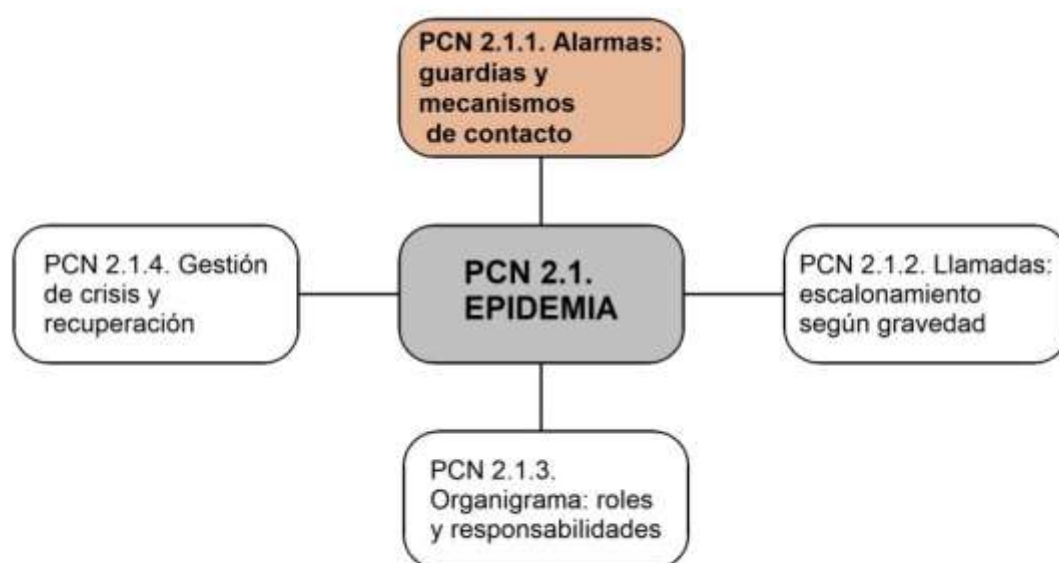 PCN 2.1.1. Alarmas:
guardias y
mecanismos
de contacto
PCN 2.1.4. Gestión
de crisis y
recuperación
PCN 2.1.
EPIDEMIA
PCN 2.1.2. Llamadas:
escalonamiento
según gravedad
PCN 2.1.3.
Organigrama: roles
y responsabilidades